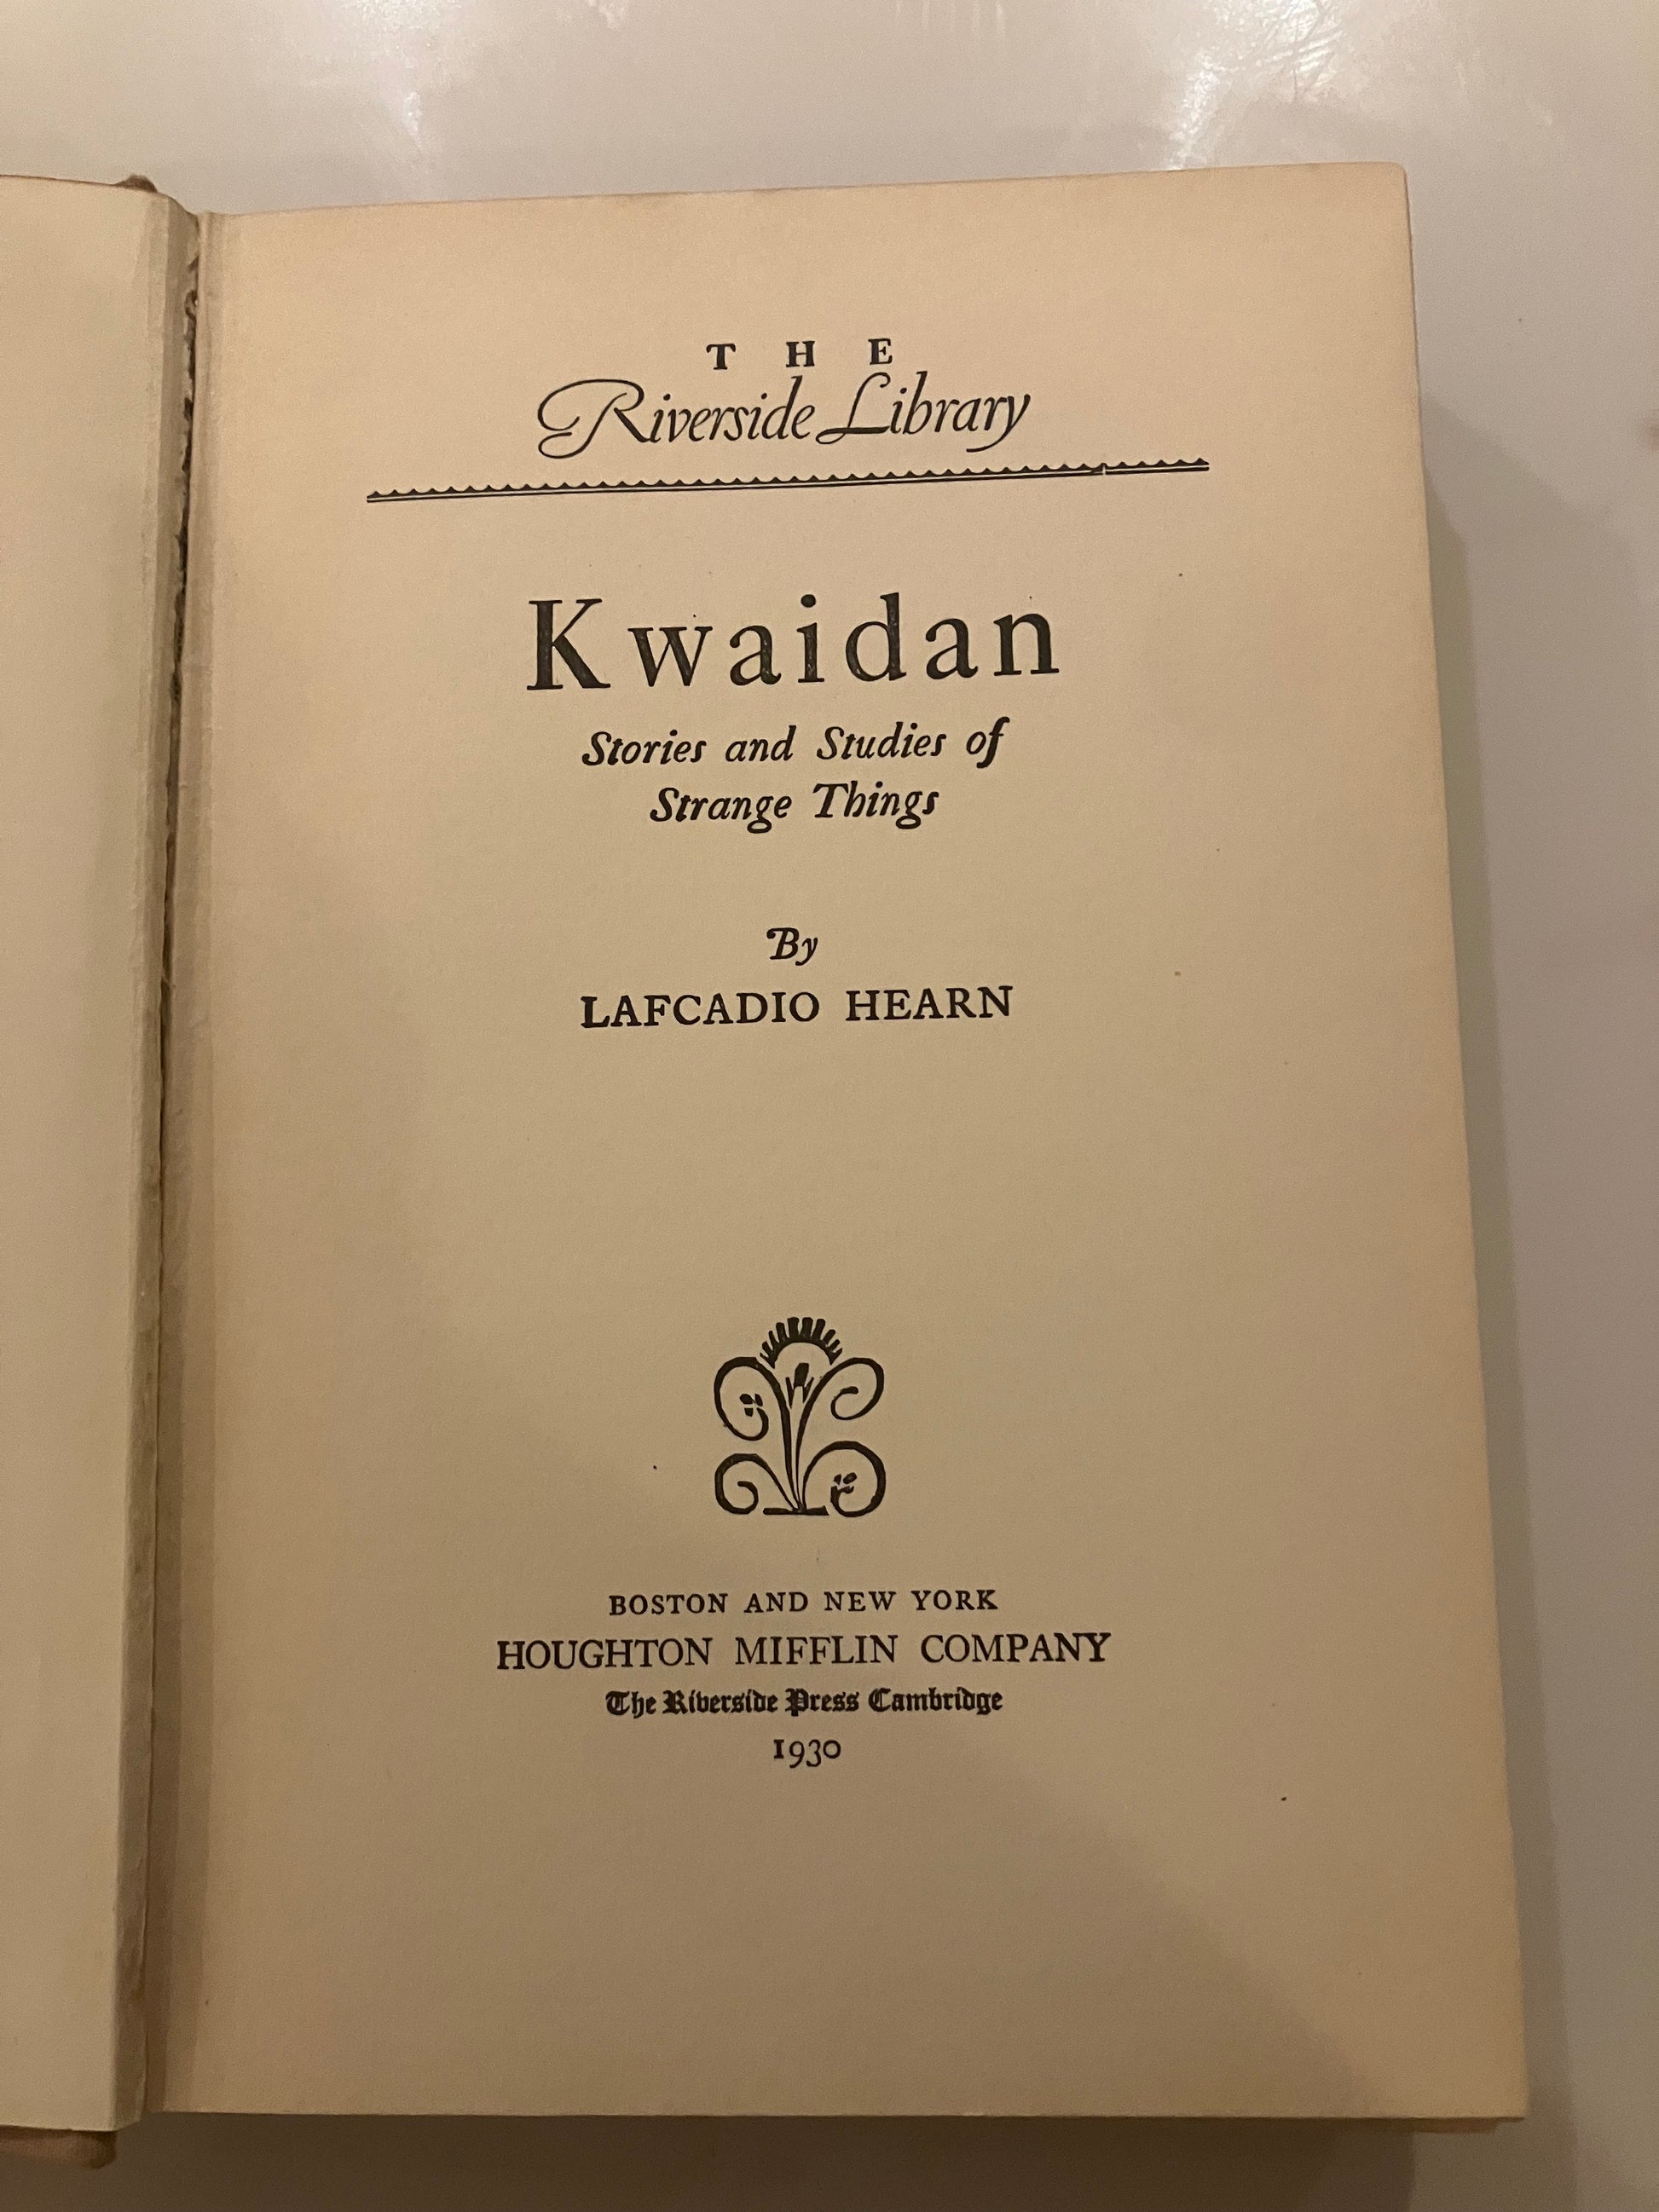 THE
Riverside Library
Kwaidan
Stories and Studies of
Strange Things
By
LAFCADIO HEARN
BOSTON AND NEW YORK
HOUGHTON MIFFLIN COMPANY
The Riverside Press Cambridge
1930